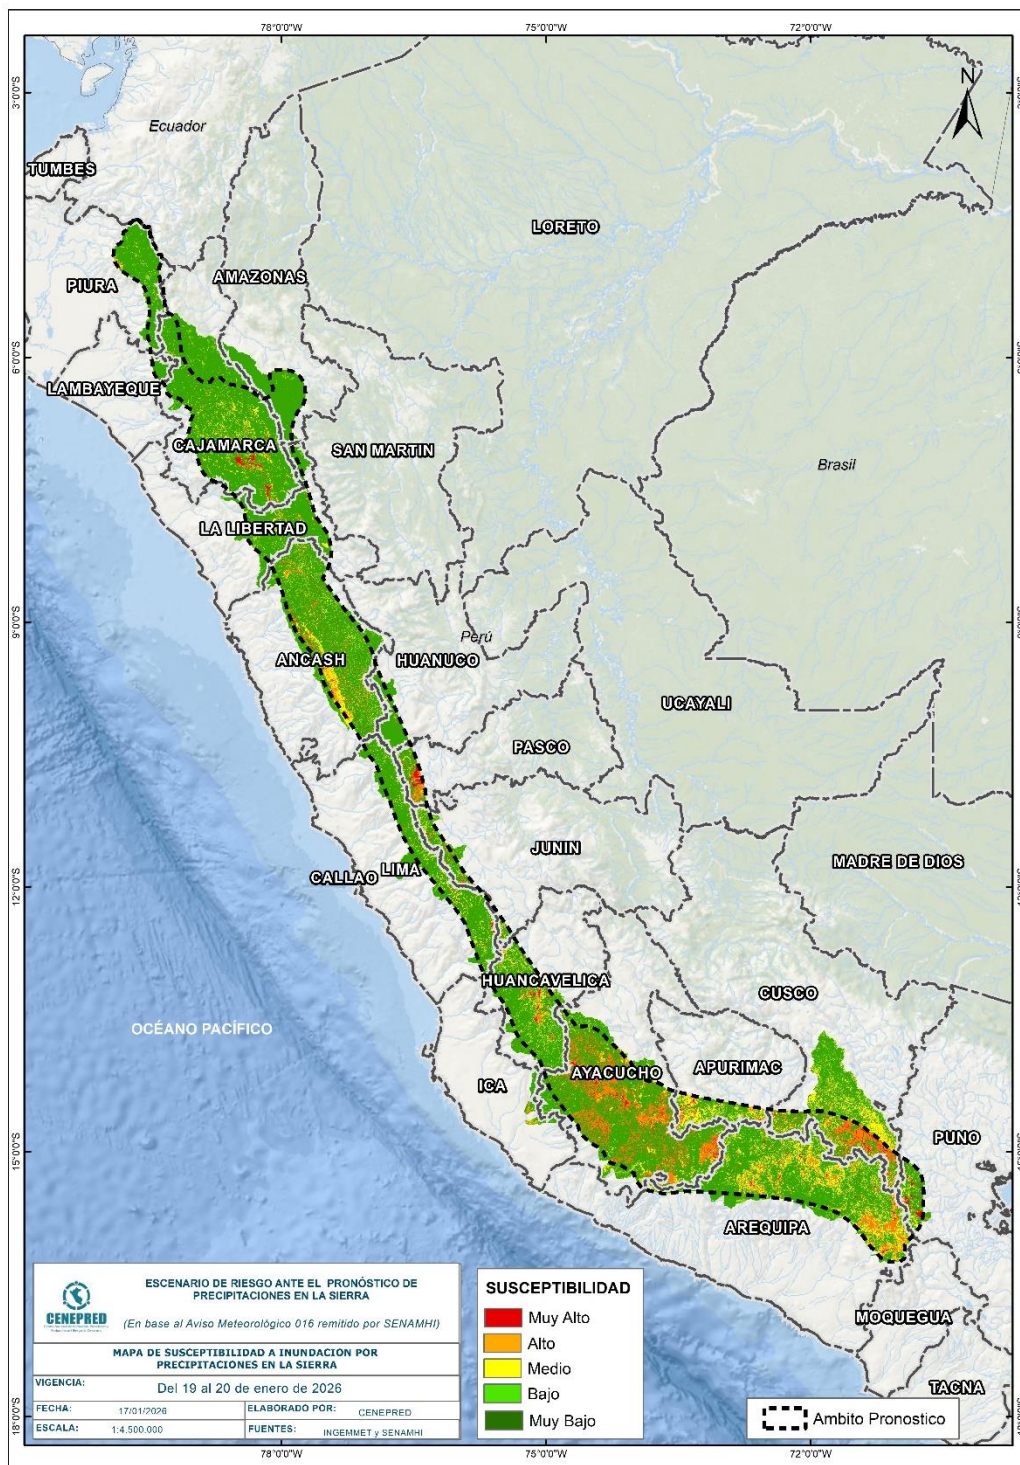 78°0'0"W 75°0'0"W 72°0'0"W
3°0'0"S
N
Ecuador
TUMBES
LORETO
PIURA
AMAZONAS
6°0'0"S
LAMBAYEQUE
CAJAMARCA
SAN MARTIN
Brasil
LA LIBERTAD
9°0'0"S
Perú
ANCASH
HUANUCO
UCAYALI
PASCO
JUNIN
MADRE DE DIOS
LIMA
CALLAO
12°0'0"S
HUANCAVELICA
CUSCO
OCÉANO PACÍFICO
ICA
AYACUCHO
APURIMAC
PUNO
15°0'0"S
AREQUIPA
MOQUEGUA
TACNA
18°0'0"S
CENEPRED
ESCENARIO DE RIESGO ANTE EL PRONÓSTICO DE
PRECIPITACIONES EN LA SIERRA
(En base al Aviso Meteorológico 016 remitido por SENAMHI)
MAPA DE SUSCEPTIBILIDAD A INUNDACION POR
PRECIPITACIONES EN LA SIERRA
VIGENCIA: Del 19 al 20 de enero de 2026
FECHA: 17/01/2026 ELABORADO POR: CENEPRED
ESCALA: 1:4.500.000 FUENTES: INGEMMET y SENAMHI
SUSCEPTIBILIDAD
Muy Alto
Alto
Medio
Bajo
Muy Bajo
Ambito Pronostico
78°0'0"W 75°0'0"W 72°0'0"W